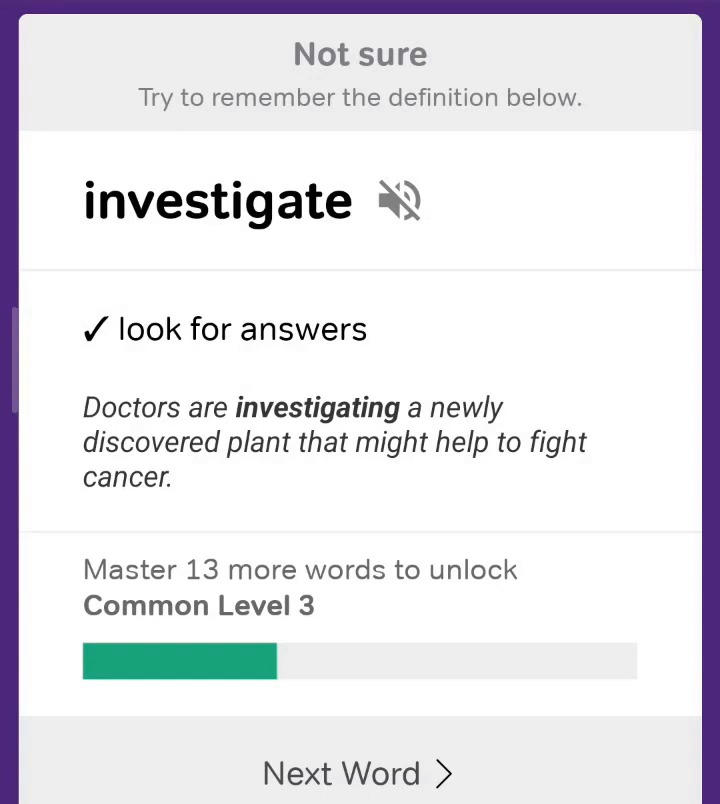 Not sure
Try to remember the definition below.
investigate
✓ look for answers
Doctors are investigating a newly
discovered plant that might help to fight
cancer.
Master 13 more words to unlock
Common Level 3
Next Word >